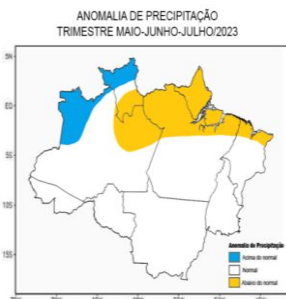 ANOMALIA DE PRECIPITAÇÃO
TRIMESTRE MAIO-JUNHO-JULHO/2023
5N
EQ
5S
10S
15S
Anomalia de Precipitação
Acima do normal
Normal
Abaixo do normal